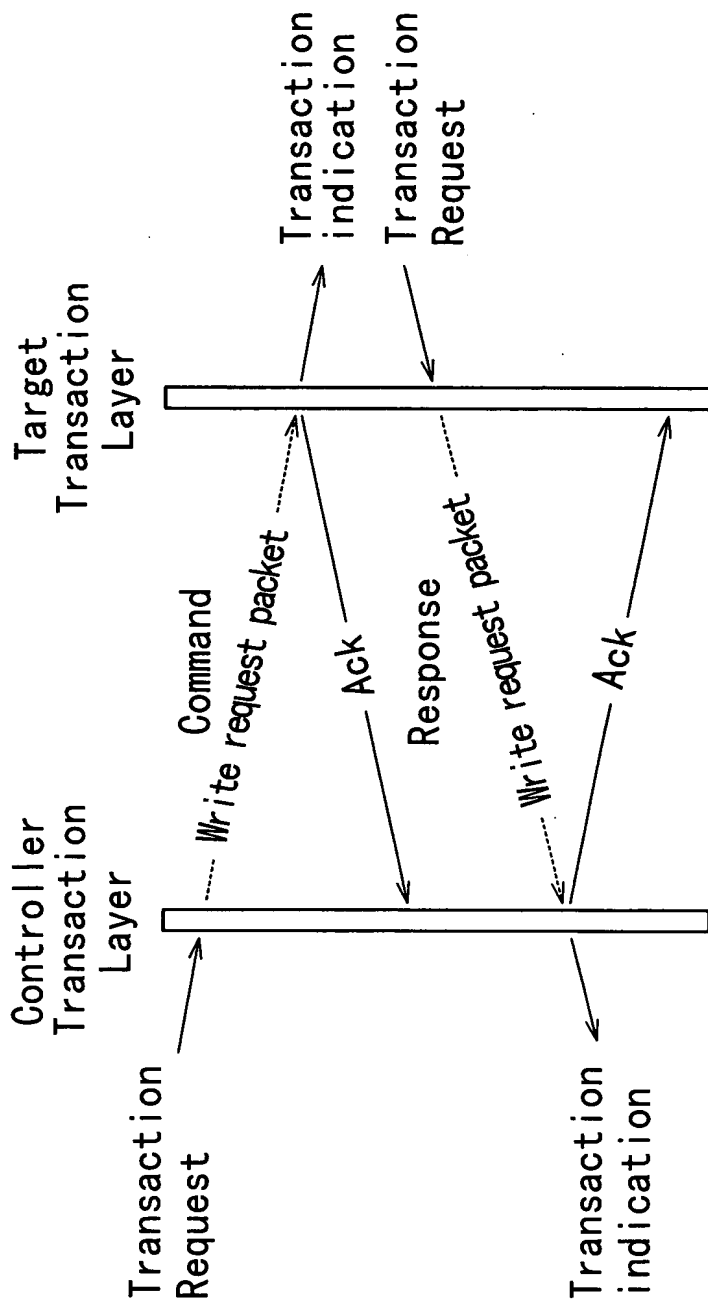 Controller
Transaction
Layer
Target
Transaction
Layer
Transaction
Request
Command
Write request packet
Transaction
indication
Ack
Transaction
Request
Response
Write request packet
Transaction
indication
Ack